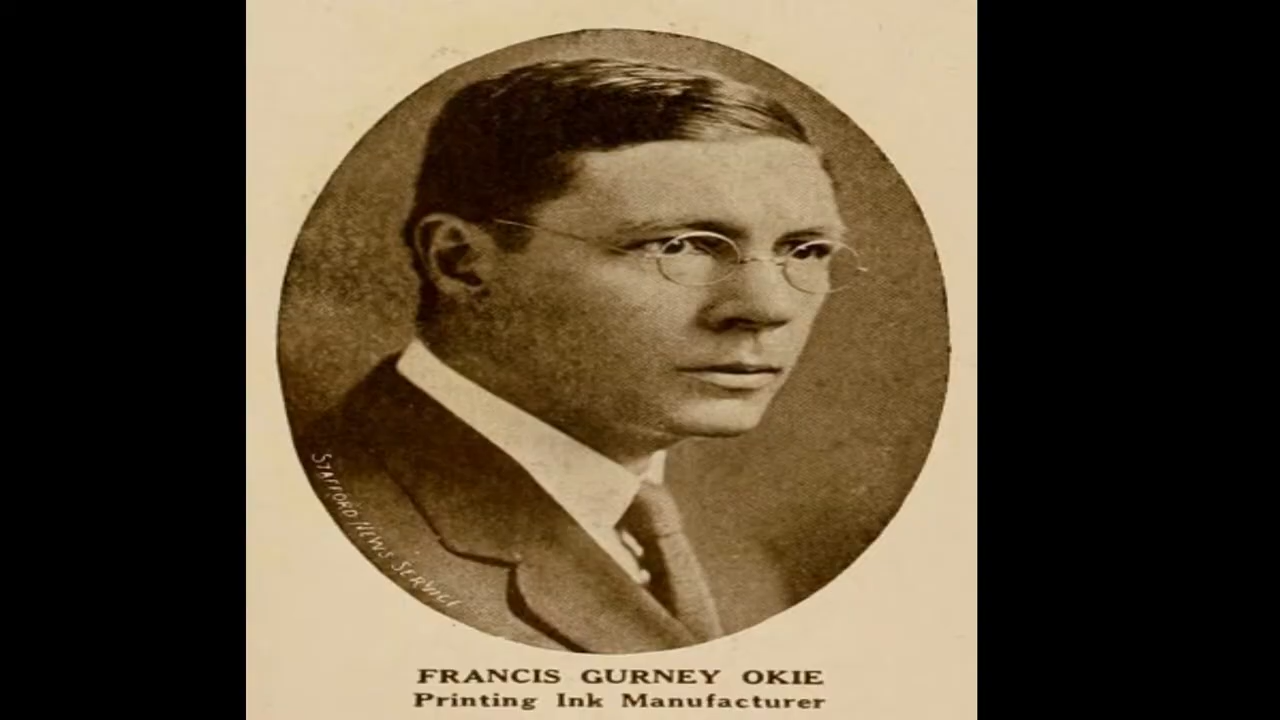 STAFFORD NEWS SERVICE
FRANCIS GURNEY OKIE
Printing Ink Manufacturer